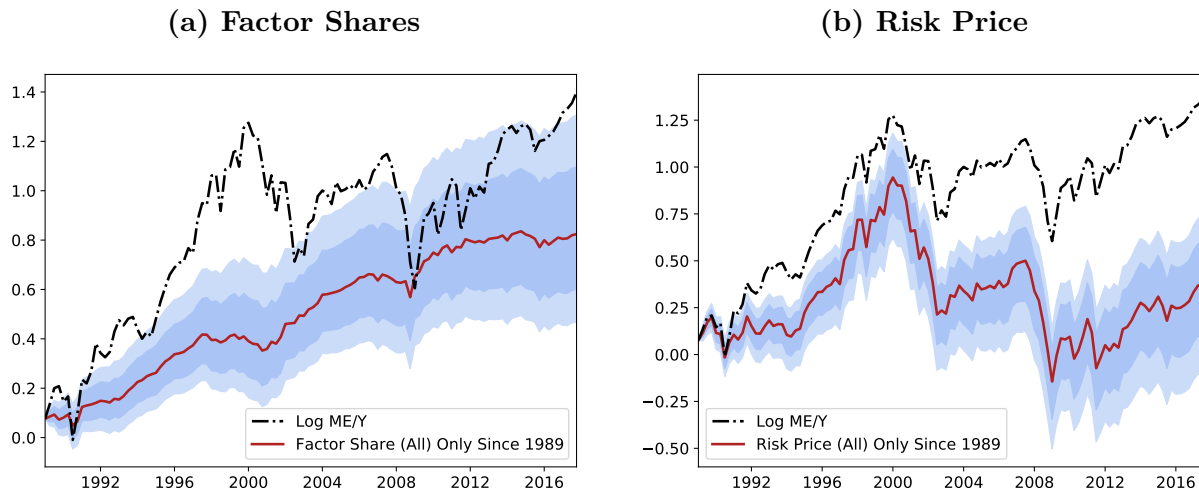 (a) Factor Shares
1.4
1.2
1.0
0.8
0.6
0.4
0.2
0.0
1992 1996 2000 2004 2008 2012 2016
Log ME/Y
Factor Share (All) Only Since 1989
(b) Risk Price
1.25
1.00
0.75
0.50
0.25
0.00
−0.25
−0.50
1992 1996 2000 2004 2008 2012 2016
Log ME/Y
Risk Price (All) Only Since 1989